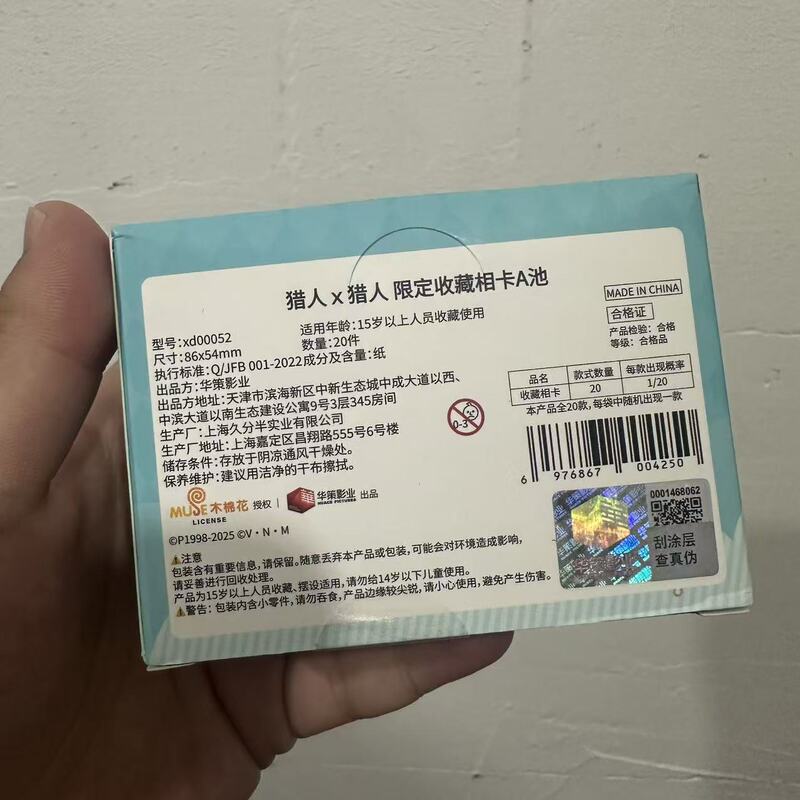 猎人 x 猎人 限定收藏相卡A池
型号:xd00052
适用年龄:15岁以上人员收藏使用
尺寸:86x54mm
数量:20件
执行标准:Q/JFB 001-2022成分及含量:纸
出品方:华策影业
出品方地址:天津市滨海新区中新生态城中成大道以西、
中滨大道以南生态建设公寓9号3层345房间
生产厂:上海久分半实业有限公司
生产厂地址:上海嘉定区昌翔路555号6号楼
储存条件:存放于阴凉通风干燥处。
保养维护:建议用洁净的干布擦拭。
MADE IN CHINA
合格证
产品检验:合格
等级:合格品
品名 款式数量 每款出现概率
收藏相卡 20 1/20
本产品全20款,每袋中随机出现一款
0-3
6 976867 004250
MUSE木棉花 授权
LICENSE
華 华策影业 出品
HUACE PICTURES
©P1998-2025 ©V·N·M
0001468062
刮涂层
查真伪
⚠注意
包装含有重要信息,请保留。随意丢弃本产品或包装,可能会对环境造成影响,
请妥善进行回收处理。
产品为15岁以上人员收藏、摆设适用,请勿给14岁以下儿童使用。
⚠警告:包装内含小零件,请勿吞食,产品边缘较尖锐,请小心使用,避免产生伤害。